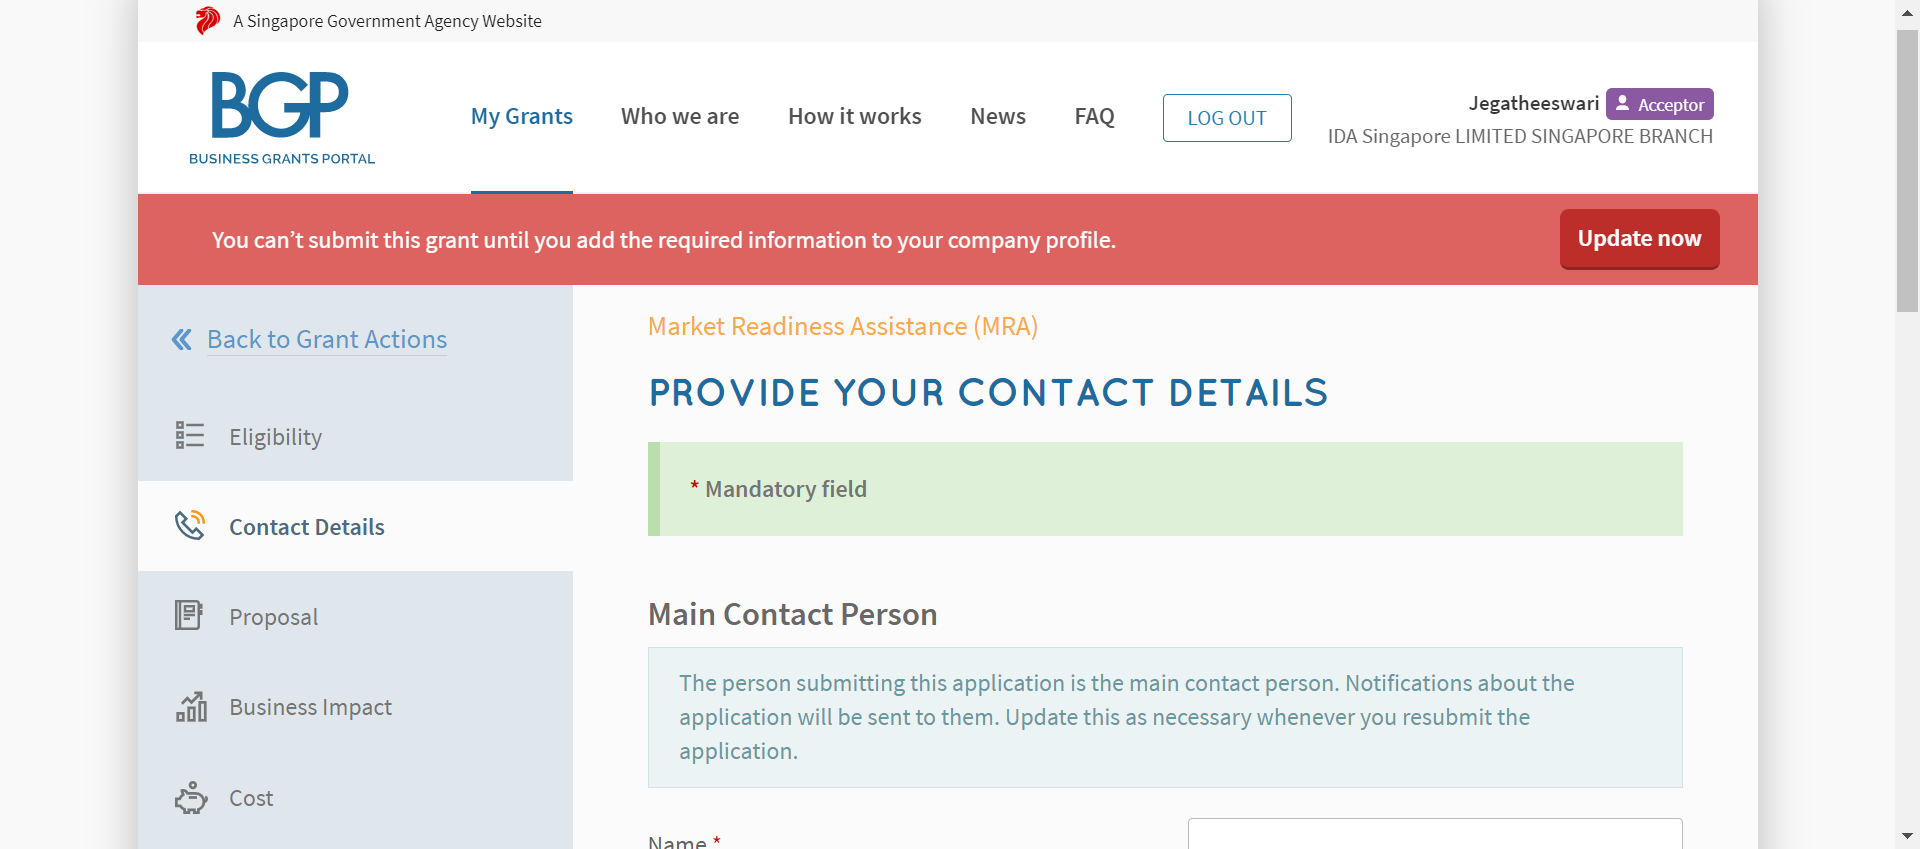 A Singapore Government Agency Website
BGP
BUSINESS GRANTS PORTAL
My Grants
Who we are
How it works
News
FAQ
LOG OUT
Jegatheeswari
Acceptor
IDA Singapore LIMITED SINGAPORE BRANCH
You can’t submit this grant until you add the required information to your company profile.
Update now
Back to Grant Actions
Eligibility
Contact Details
Proposal
Business Impact
Cost
Market Readiness Assistance (MRA)
PROVIDE YOUR CONTACT DETAILS
* Mandatory field
Main Contact Person
The person submitting this application is the main contact person. Notifications about the
application will be sent to them. Update this as necessary whenever you resubmit the
application.
Name *